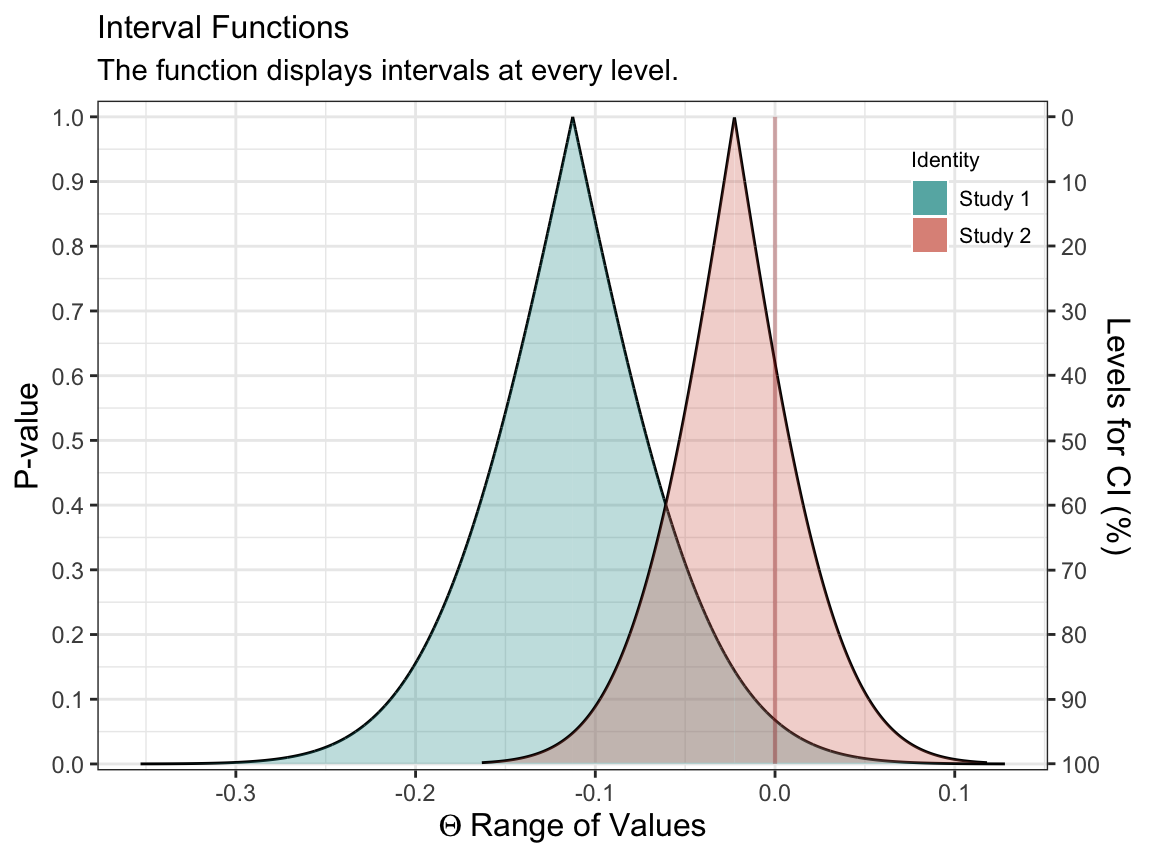 Interval Functions
The function displays intervals at every level.
P-value
1.0
0.9
0.8
0.7
0.6
0.5
0.4
0.3
0.2
0.1
0.0
Identity
Study 1
Study 2
0
10
20
30
40
50
60
70
80
90
100
Levels for CI (%)
-0.3 -0.2 -0.1 0.0 0.1
Θ Range of Values